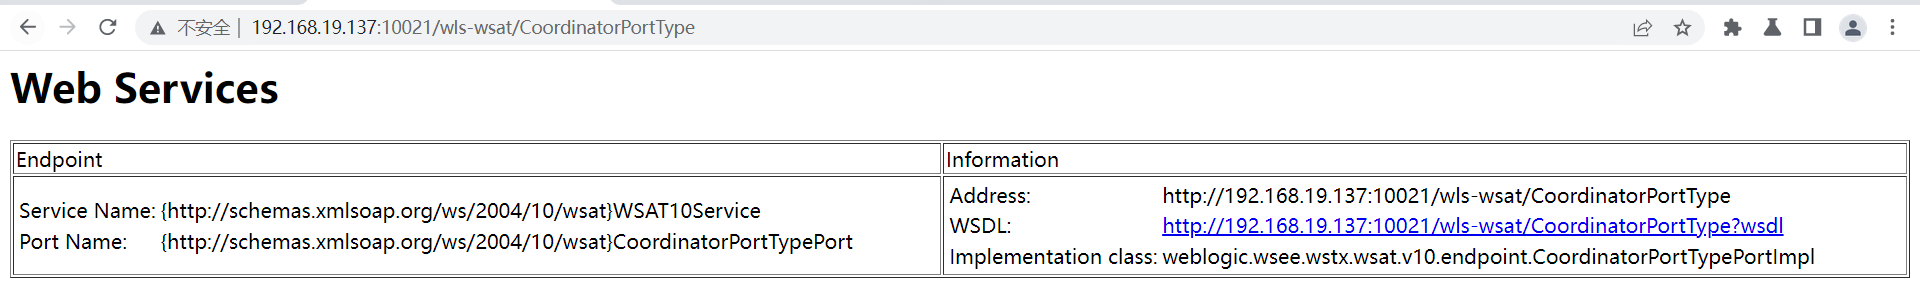 不安全 | 192.168.19.137:10021/wls-wsat/CoordinatorPortType
Web Services
Endpoint
Information
Service Name: {http://schemas.xmlsoap.org/ws/2004/10/wsat}WSAT10Service
Port Name: {http://schemas.xmlsoap.org/ws/2004/10/wsat}CoordinatorPortTypePort
Address: http://192.168.19.137:10021/wls-wsat/CoordinatorPortType
WSDL: http://192.168.19.137:10021/wls-wsat/CoordinatorPortType?wsdl
Implementation class: weblogic.wsee.wstx.wsat.v10.endpoint.CoordinatorPortTypePortImpl